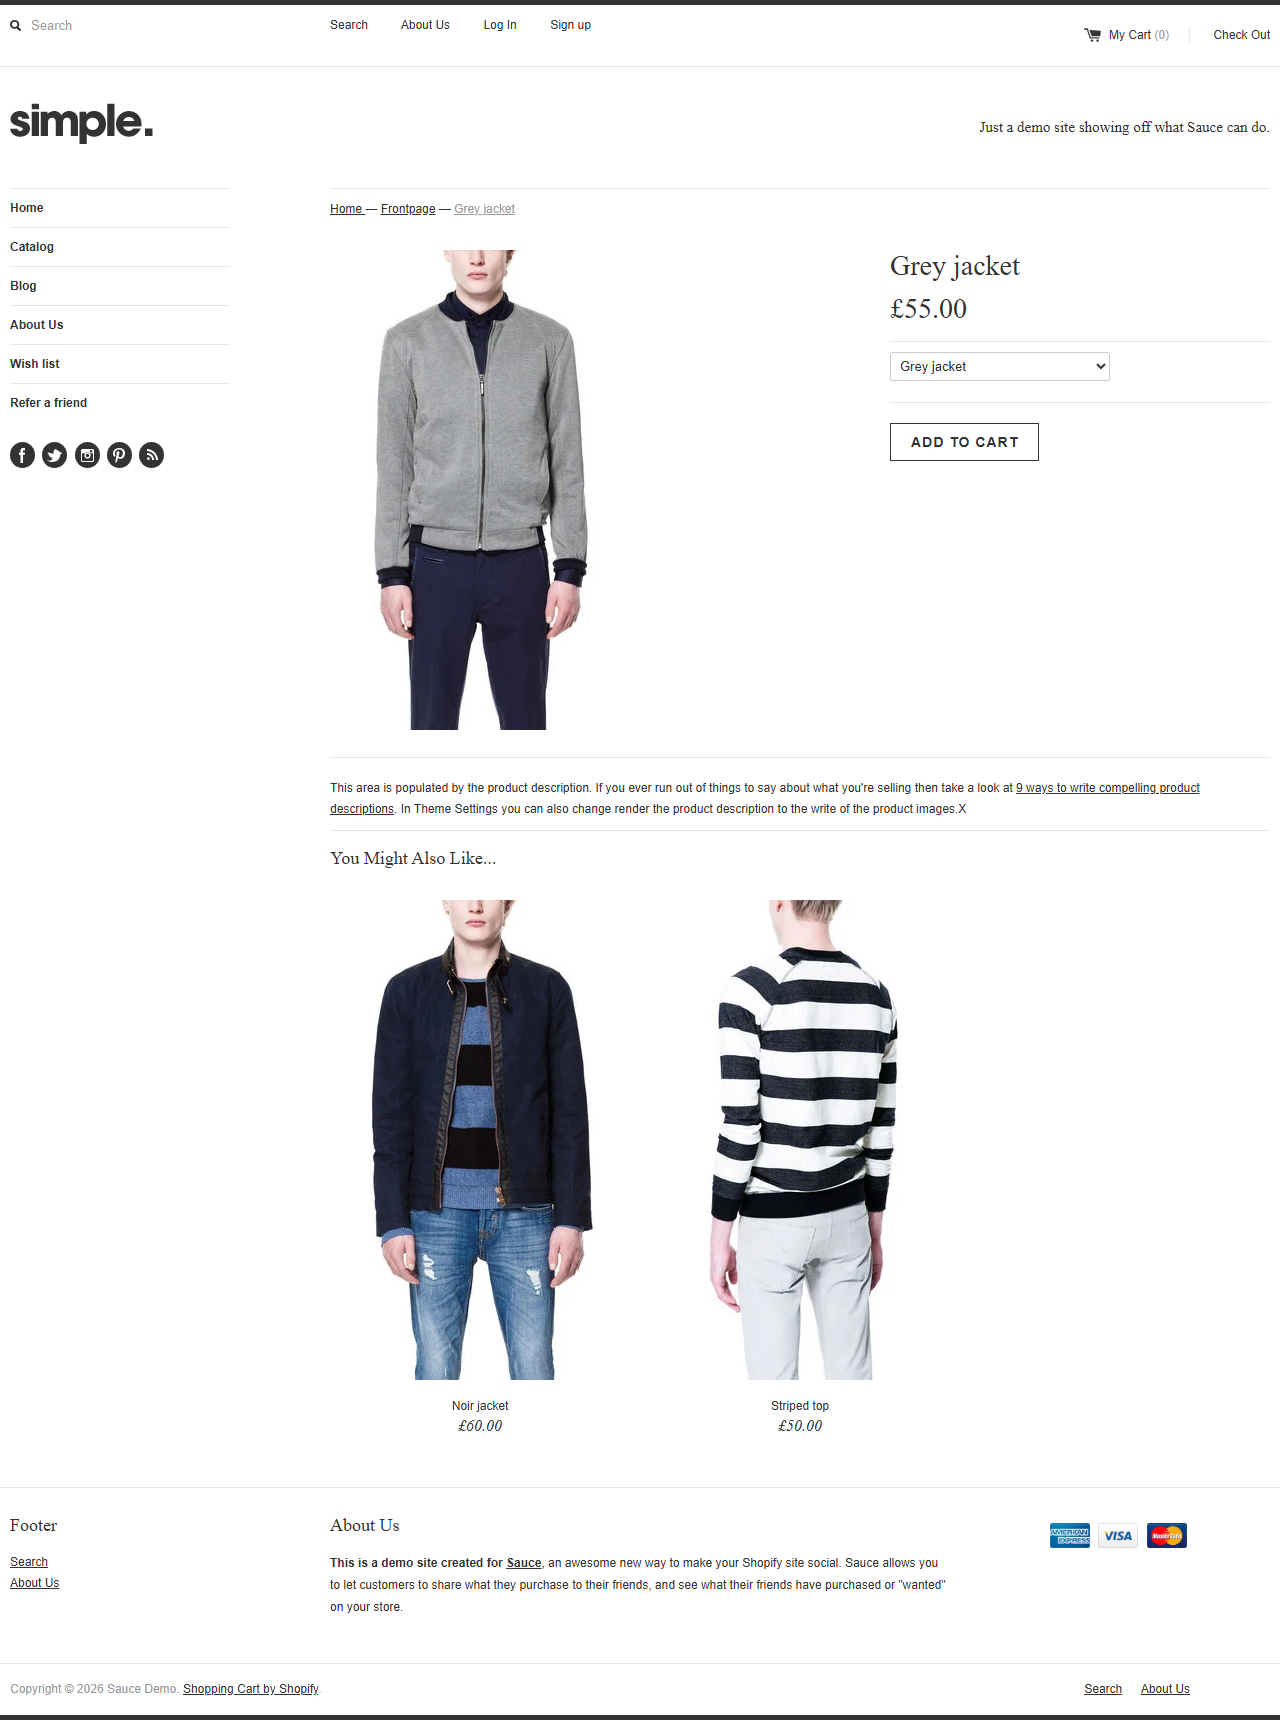 Search
Search About Us Log In Sign up
My Cart (0) Check Out
simple.
Just a demo site showing off what Sauce can do.
Home
Catalog
Blog
About Us
Wish list
Refer a friend
Home — Frontpage — Grey jacket
Grey jacket
£55.00
Grey jacket
ADD TO CART
This area is populated by the product description. If you ever run out of things to say about what you're selling then take a look at 9 ways to write compelling product
descriptions. In Theme Settings you can also change render the product description to the write of the product images.X
You Might Also Like...
Noir jacket
£60.00
Striped top
£50.00
Footer
Search
About Us
About Us
This is a demo site created for Sauce, an awesome new way to make your Shopify site social. Sauce allows you
to let customers to share what they purchase to their friends, and see what their friends have purchased or "wanted"
on your store.
AMERICAN EXPRESS
VISA
MasterCard
Copyright © 2026 Sauce Demo. Shopping Cart by Shopify.
Search About Us